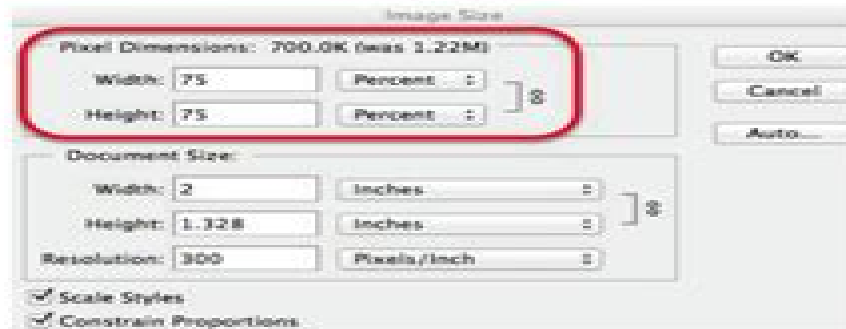 Image Size
Pixel Dimensions: 700.0K (was 1.22M)
Width: 75 Percent
Height: 75 Percent
Document Size:
Width: 2 Inches
Height: 1.328 Inches
Resolution: 300 Pixels/Inch
Scale Styles
Constrain Proportions
OK
Cancel
Auto...